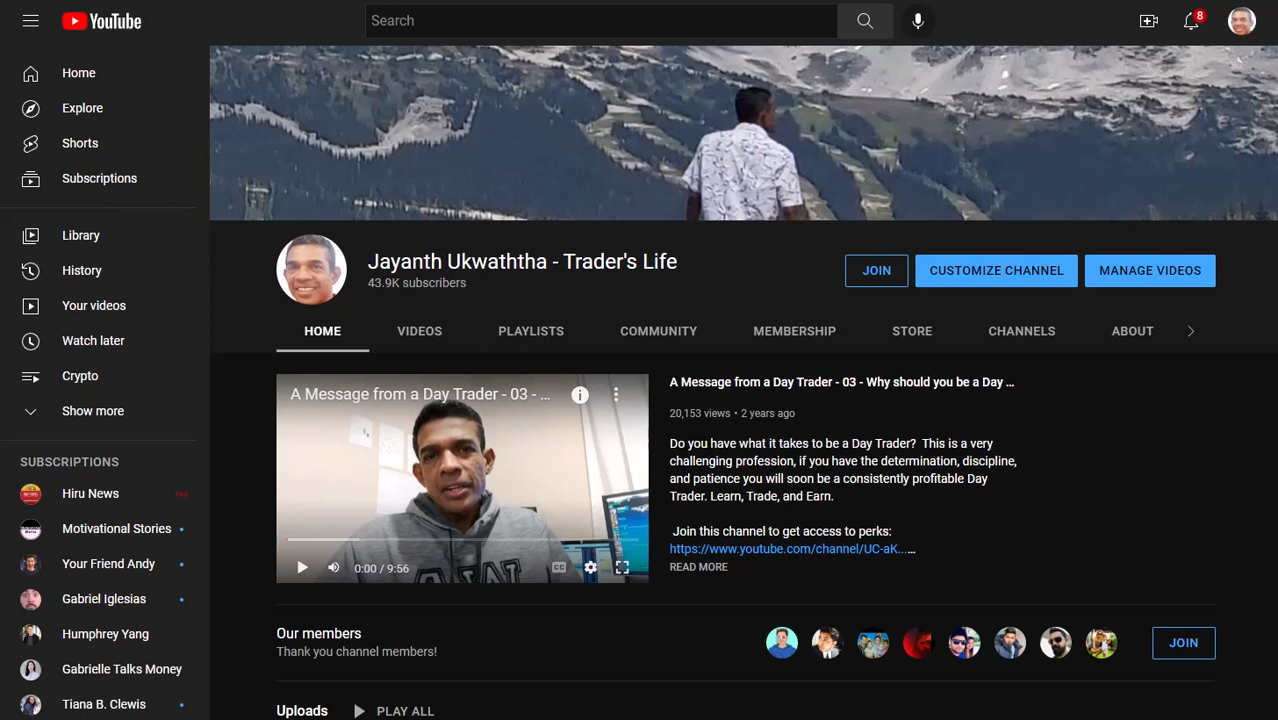 YouTube
Search
8
Home
Explore
Shorts
Subscriptions
Library
History
Your videos
Watch later
Crypto
Show more
SUBSCRIPTIONS
Hiru News
Motivational Stories
Your Friend Andy
Gabriel Iglesias
Humphrey Yang
Gabrielle Talks Money
Tiana B. Clewis
Jayanth Ukwaththa - Trader's Life
43.9K subscribers
JOIN
CUSTOMIZE CHANNEL
MANAGE VIDEOS
HOME
VIDEOS
PLAYLISTS
COMMUNITY
MEMBERSHIP
STORE
CHANNELS
ABOUT
A Message from a Day Trader - 03 - ...
0:00 / 9:56
A Message from a Day Trader - 03 - Why should you be a Day ...
20,153 views • 2 years ago
Do you have what it takes to be a Day Trader?  This is a very
challenging profession, if you have the determination, discipline,
and patience you will soon be a consistently profitable Day
Trader. Learn, Trade, and Earn.
Join this channel to get access to perks:
https://www.youtube.com/channel/UC-aK......
READ MORE
Our members
Thank you channel members!
JOIN
Uploads
PLAY ALL